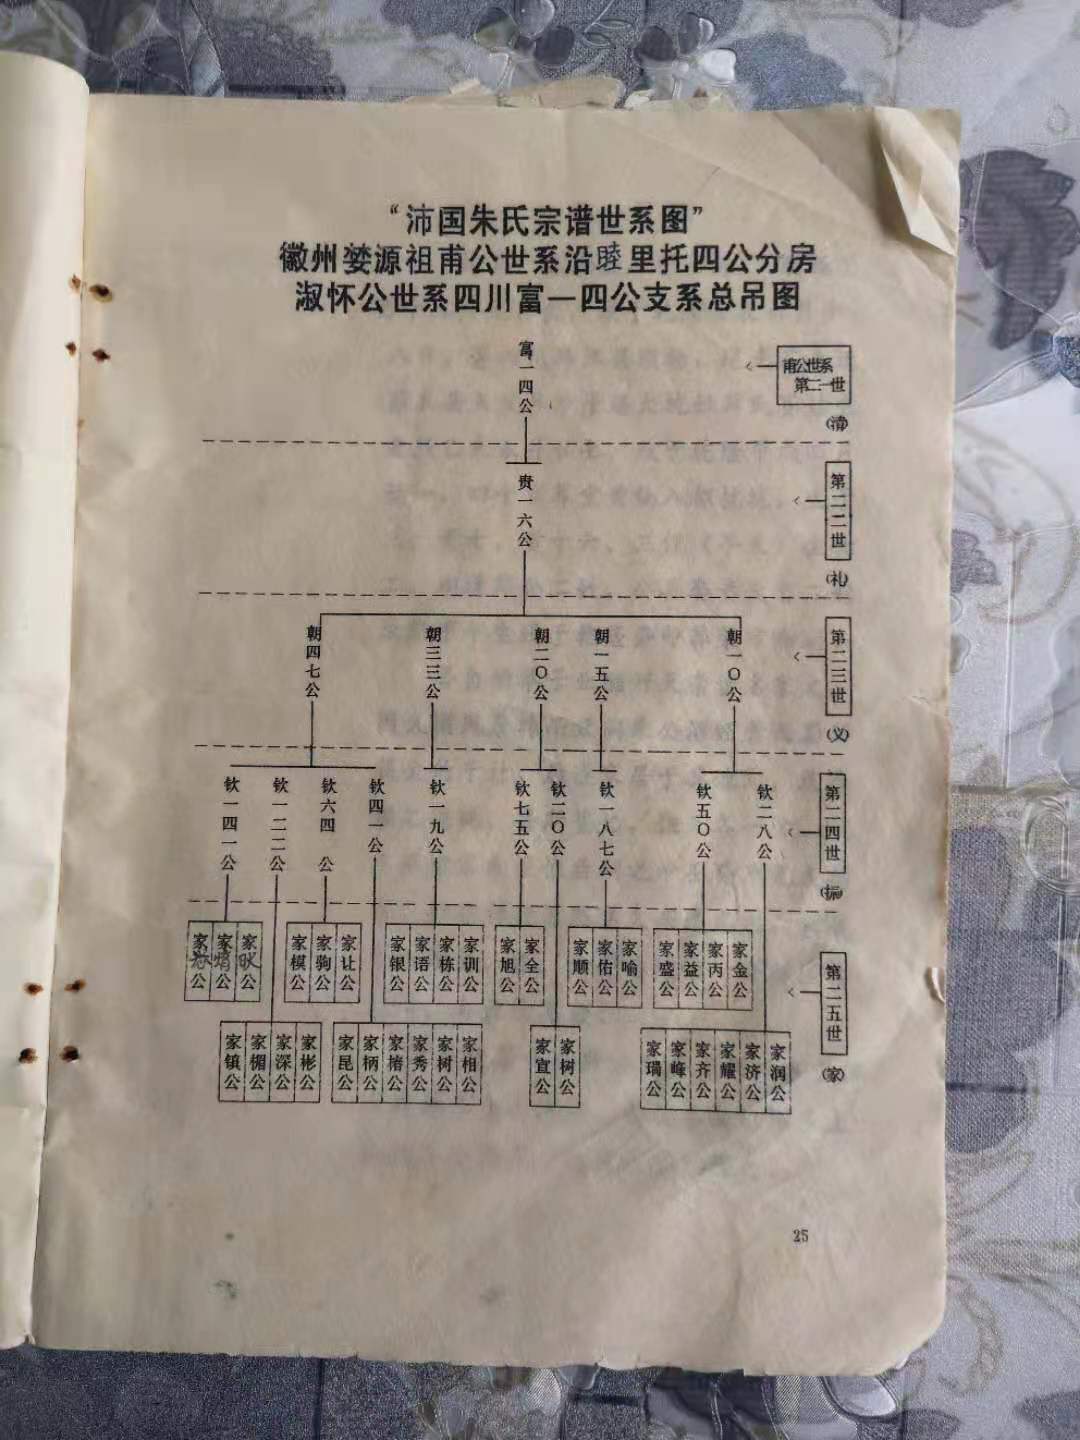 “沛国朱氏宗谱世系图”
徽州婺源祖甫公世系沿睦里托四公分房
淑怀公世系四川富一四公支系总吊图
富一四公
甫公世系
第二一世
(清)
贵一六公
第二二世
(礼)
朝四七公
朝三三公
朝二〇公
朝一五公
朝一〇公
第二三世
(义)
钦一四一公
钦一二二公
钦六四公
钦四一公
钦一九公
钦七五公
钦二〇公
钦一八七公
钦五〇公
钦二八公
第二四世
(振)
家公
家公
家耿公
家模公
家驹公
家让公
家银公
家语公
家栋公
家训公
家旭公
家全公
家顺公
家佑公
家喻公
家盛公
家益公
家丙公
家金公
第二五世
(家)
家镇公
家楣公
家深公
家彬公
家昆公
家柄公
家椿公
家秀公
家树公
家相公
家宣公
家树公
家瑞公
家峰公
家齐公
家耀公
家济公
家润公
25